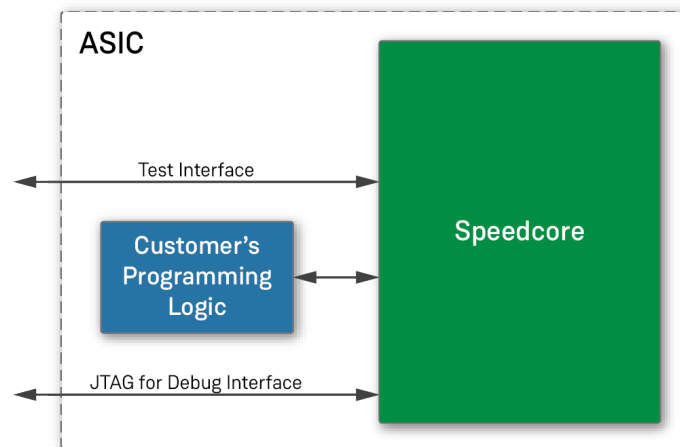 ASIC
Test Interface
Speedcore
Customer's
Programming
Logic
JTAG for Debug Interface